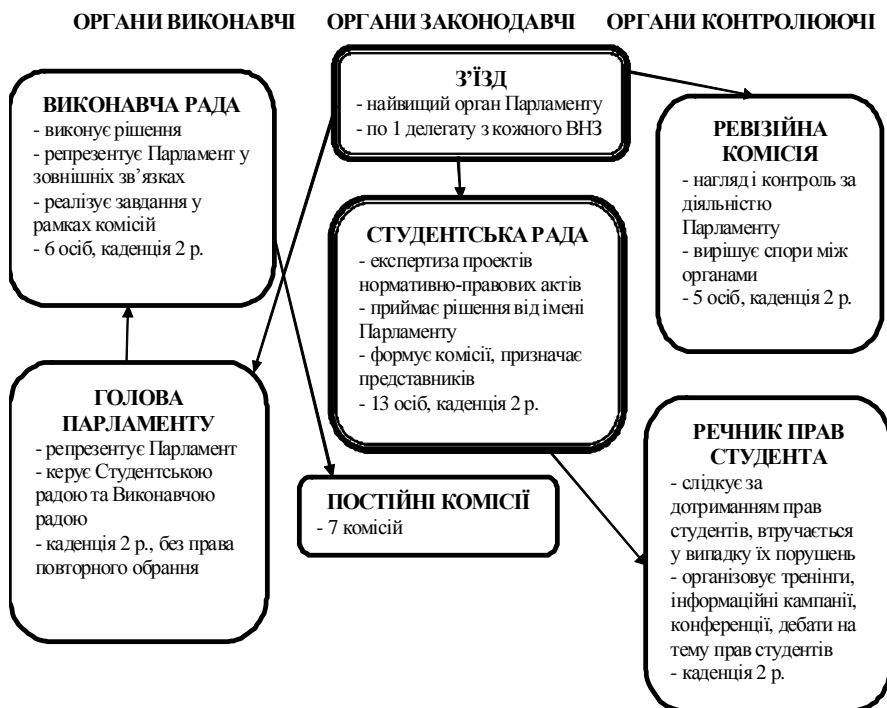 ОРГАНИ ВИКОНАВЧІ
ОРГАНИ ЗАКОНОДАВЧІ
ОРГАНИ КОНТРОЛЮЮЧІ
ВИКОНАВЧА РАДА
- виконує рішення
- репрезентує Парламент у
зовнішніх зв’язках
- реалізує завдання у
рамках комісій
- 6 осіб, каденція 2 р.
ГОЛОВА
ПАРЛАМЕНТУ
- репрезентує Парламент
- керує Студентською
радою та Виконавчою
радою
- каденція 2 р., без права
повторного обрання
З’ЇЗД
- найвищий орган Парламенту
- по 1 делегату з кожного ВНЗ
СТУДЕНТСЬКА РАДА
- експертиза проектів
нормативно-правових актів
- приймає рішення від імені
Парламенту
- формує комісії, призначає
представників
- 13 осіб, каденція 2 р.
ПОСТІЙНІ КОМІСІЇ
- 7 комісій
РЕВІЗІЙНА
КОМІСІЯ
- нагляд і контроль за
діяльністю
Парламенту
- вирішує спори між
органами
- 5 осіб, каденція 2 р.
РЕЧНИК ПРАВ
СТУДЕНТА
- слідкує за
дотриманням прав
студентів, втручається
у випадку їх порушень
- організовує тренінги,
інформаційні кампанії,
конференції, дебати на
тему прав студентів
- каденція 2 р.